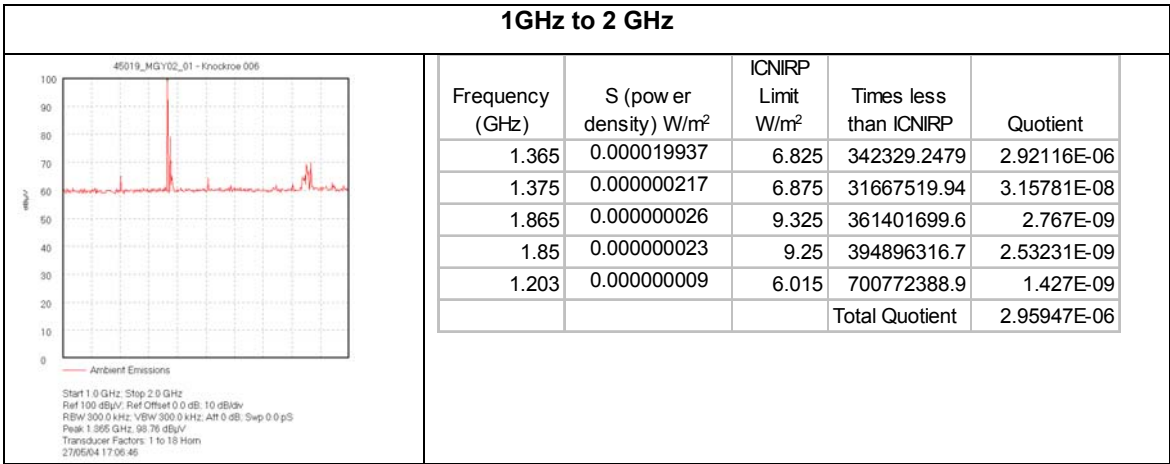 1GHz to 2 GHz
45019_MGY02_01 - Knockroe 006
100
90
80
70
60
50
40
30
20
10
0
dBµV
Ambient Emissions
Start 1.0 GHz; Stop 2.0 GHz
Ref 100 dBµV; Ref Offset 0.0 dB; 10 dB/div
RBW 300.0 kHz; VBW 300.0 kHz; Att 0 dB; Swp 0.0 pS
Peak 1.365 GHz, 98.76 dBµV
Transducer Factors: 1 to 18 Horn
27/05/04 17:06:46
Frequency (GHz) S (pow er density) W/m² ICNIRP Limit W/m² Times less than ICNIRP Quotient
1.365 0.000019937 6.825 342329.2479 2.92116E-06
1.375 0.000000217 6.875 31667519.94 3.15781E-08
1.865 0.000000026 9.325 361401699.6 2.767E-09
1.85 0.000000023 9.25 394896316.7 2.53231E-09
1.203 0.000000009 6.015 700772388.9 1.427E-09
Total Quotient 2.95947E-06